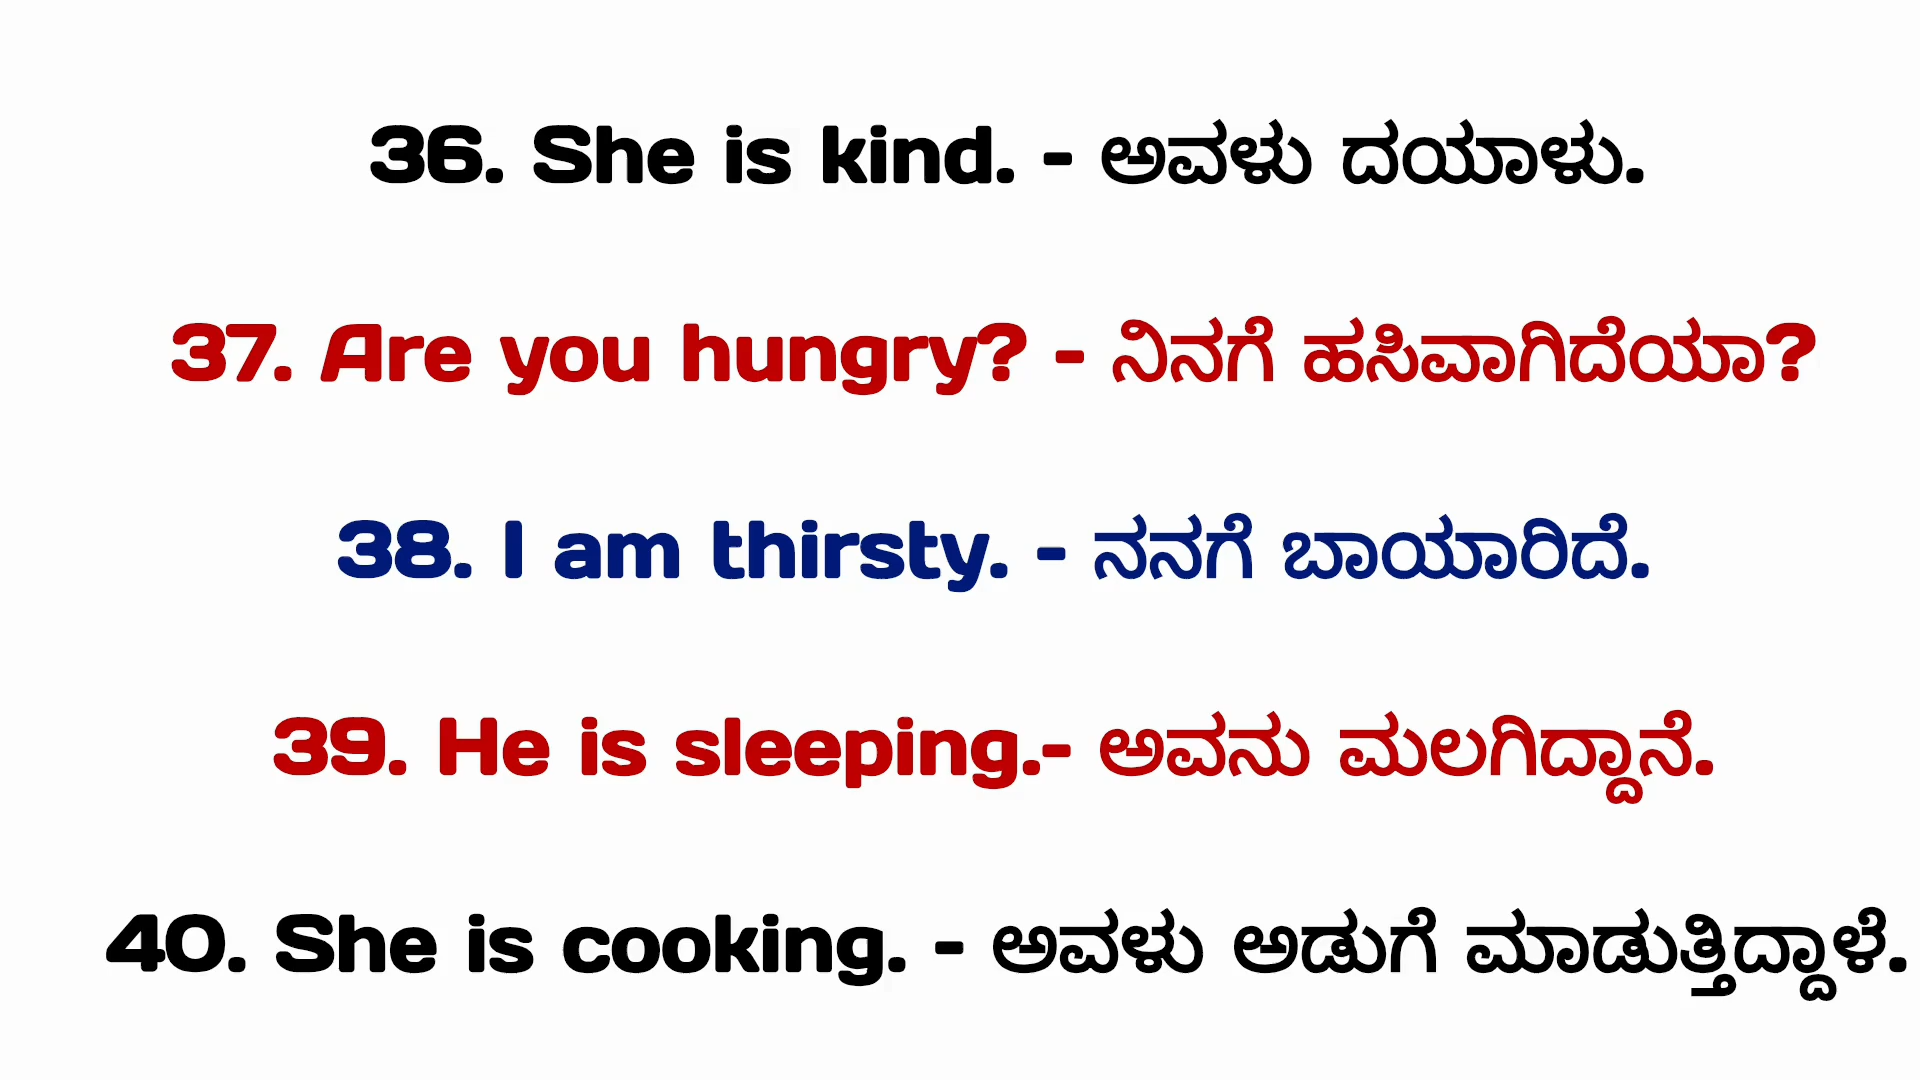 36. She is kind. - ಅವಳು ದಯಾಳು.
37. Are you hungry? - ನಿನಗೆ ಹಸಿವಾಗಿದೆಯಾ?
38. I am thirsty. - ನನಗೆ ಬಾಯಾರಿದೆ.
39. He is sleeping.- ಅವನು ಮಲಗಿದ್ದಾನೆ.
40. She is cooking. - ಅವಳು ಅಡುಗೆ ಮಾಡುತ್ತಿದ್ದಾಳೆ.